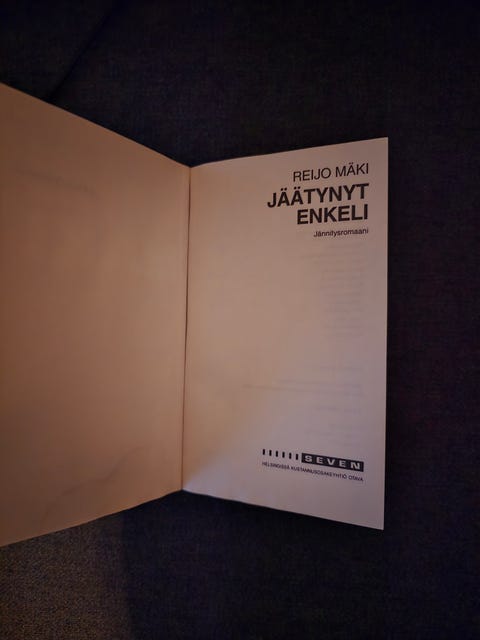 REIJO MÄKI
JÄÄTYNYT
ENKELI
Jännitysromaani
SEVEN
HELSINGISSÄ KUSTANNUSOSAKEYHTIÖ OTAVA